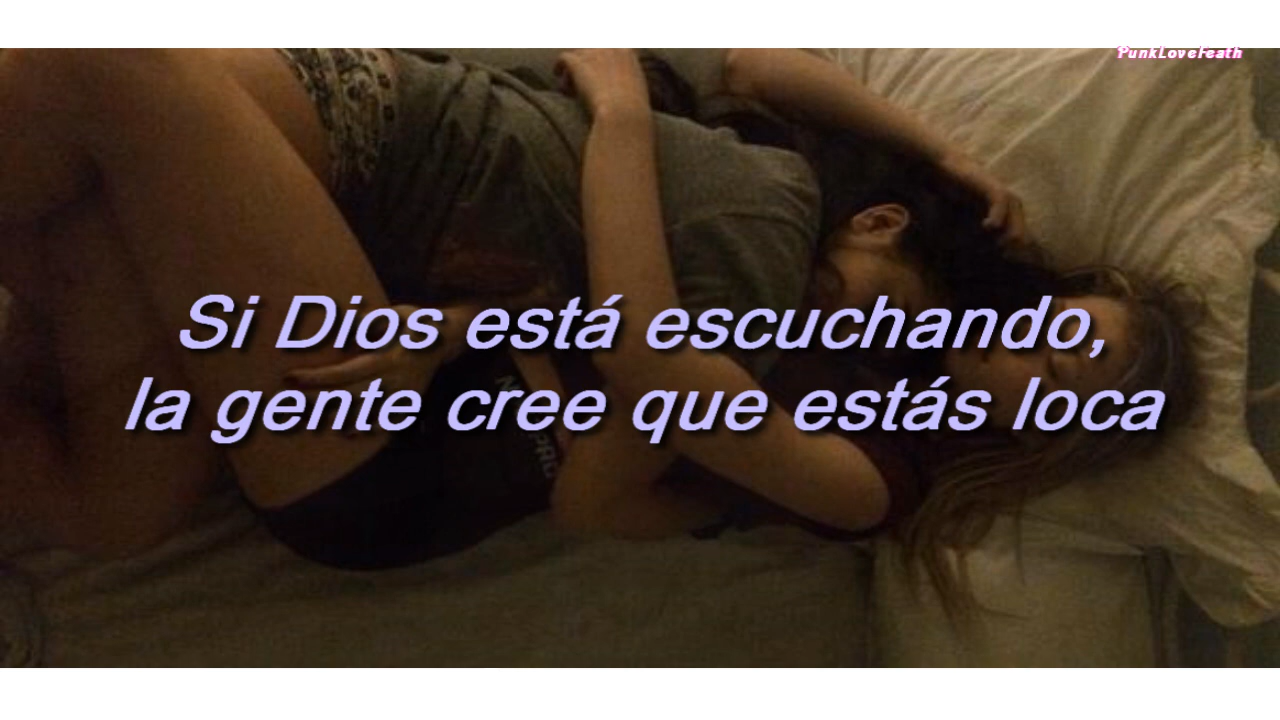 PunkLoveFeath
Si Dios está escuchando,
la gente cree que estás loca